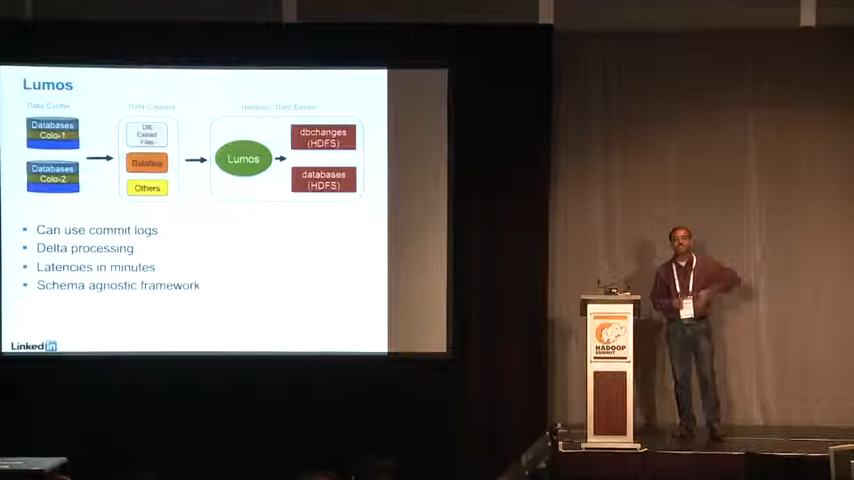 Lumos
Data Center
Databases
Colo-1
Databases
Colo-2
Data Capture
DB
Extract
Files
Databus
Others
Hadoop : Data Center
Lumos
dbchanges
(HDFS)
databases
(HDFS)
Can use commit logs
Delta processing
Latencies in minutes
Schema agnostic framework
LinkedIn
HADOOP
SUMMIT